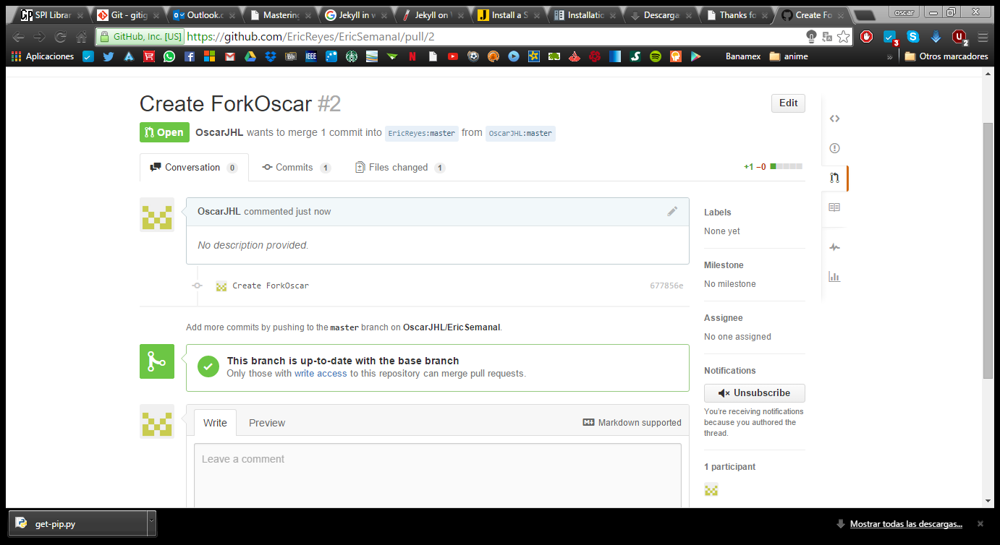 SPI Librar
Git - gitig
Outlook.c
Mastering
Jekyll in w
Jekyll on \
Install a S
Installatio
Descarga
Thanks fo
Create Fo
oscar
GitHub, Inc. [US]
https://github.com/EricReyes/EricSemanal/pull/2
3
2
Aplicaciones
Bb
IEEE
N
Banamex
anime
»
Otros marcadores
Create ForkOscar #2
Edit
Open
OscarJHL wants to merge 1 commit into EricReyes:master from OscarJHL:master
Conversation 0
Commits 1
Files changed 1
+1 −0
OscarJHL commented just now
No description provided.
Create ForkOscar
677856e
Add more commits by pushing to the master branch on OscarJHL/EricSemanal.
This branch is up-to-date with the base branch
Only those with write access to this repository can merge pull requests.
Write
Preview
Markdown supported
Leave a comment
Labels
None yet
Milestone
No milestone
Assignee
No one assigned
Notifications
Unsubscribe
You're receiving notifications
because you authored the
thread.
1 participant
get-pip.py
Mostrar todas las descargas...